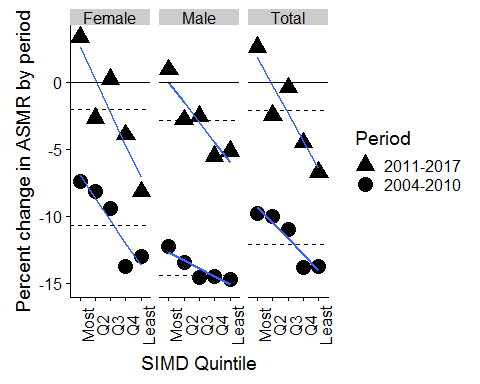 Female Male Total
Percent change in ASMR by period
0
-5
-10
-15
Most Q2 Q3 Q4 Least Most Q2 Q3 Q4 Least Most Q2 Q3 Q4 Least
SIMD Quintile
Period
2011-2017
2004-2010